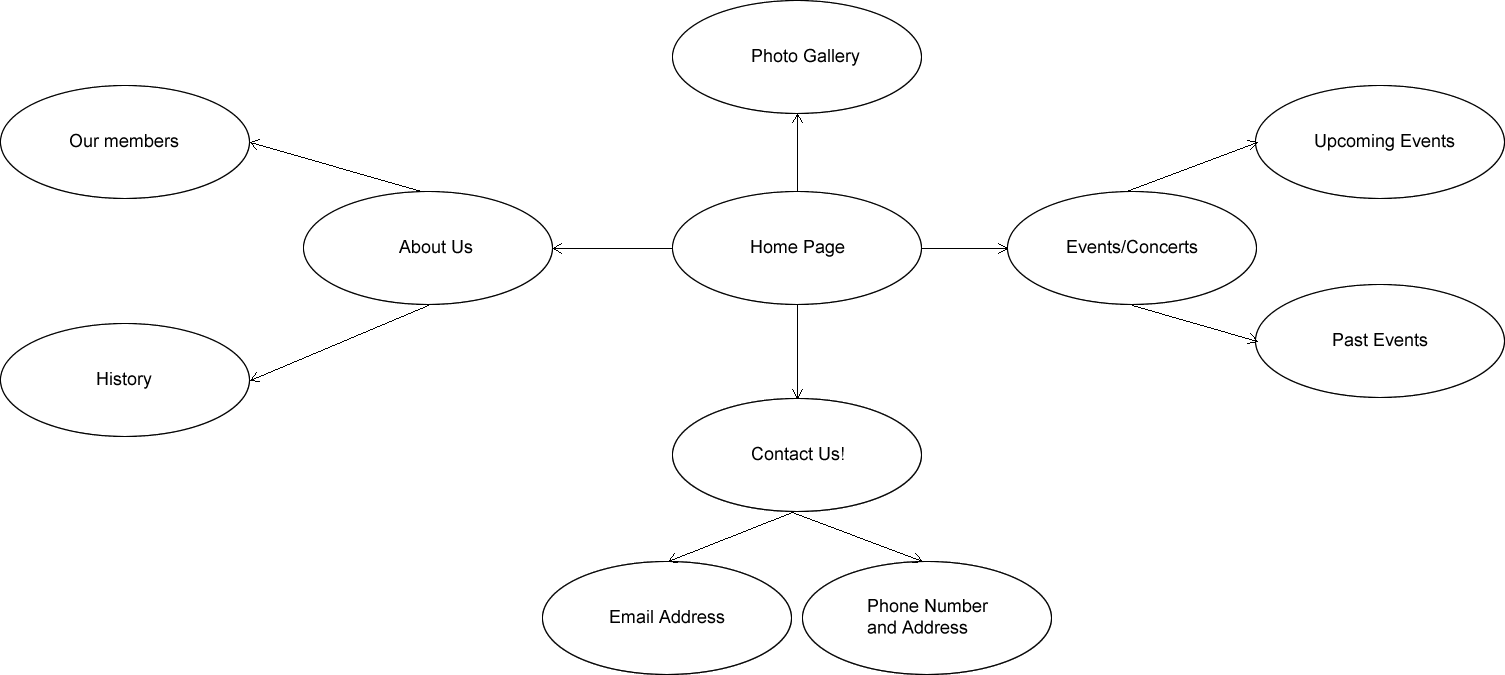 Photo Gallery
Our members
Upcoming Events
About Us
Home Page
Events/Concerts
History
Past Events
Contact Us!
Email Address
Phone Number
and Address